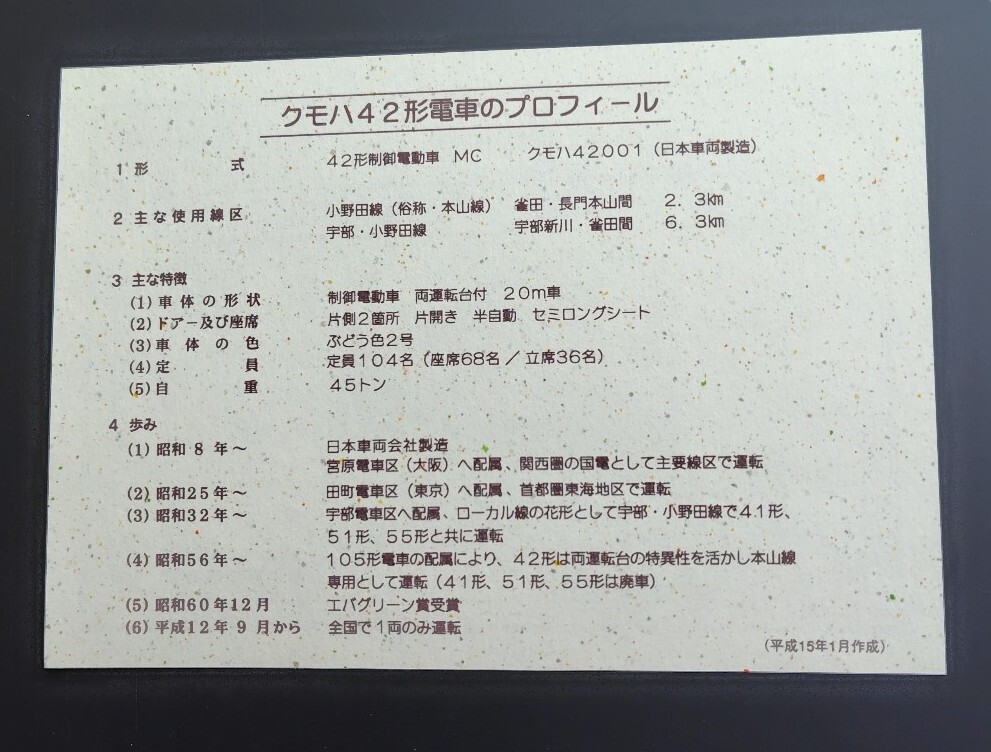 クモハ42形電車のプロフィール
1 形　　　式　　42形制御電動車　MC　　クモハ42001（日本車両製造）
2 主な使用線区　　小野田線（俗称・本山線）　雀田・長門本山間　　2.3㎞
宇部・小野田線　　宇部新川・雀田間　　6.3㎞
3 主な特徴
(1) 車体の形状　　制御電動車　両運転台付　20m車
(2) ドアー及び座席　　片側2箇所　片開き　半自動　セミロングシート
(3) 車体の色　　ぶどう色2号
(4) 定　　　員　　定員104名（座席68名／立席36名）
(5) 自　　　重　　45トン
4 歩み
(1) 昭和8年～　　日本車両会社製造
宮原電車区（大阪）へ配属、関西圏の国電として主要線区で運転
(2) 昭和25年～　　田町電車区（東京）へ配属、首都圏東海地区で運転
(3) 昭和32年～　　宇部電車区へ配属、ローカル線の花形として宇部・小野田線で41形、
51形、55形と共に運転
(4) 昭和56年～　　105形電車の配属により、42形は両運転台の特異性を活かし本山線
専用として運転（41形、51形、55形は廃車）
(5) 昭和60年12月　　エバグリーン賞受賞
(6) 平成12年9月から　　全国で1両のみ運転
（平成15年1月作成）